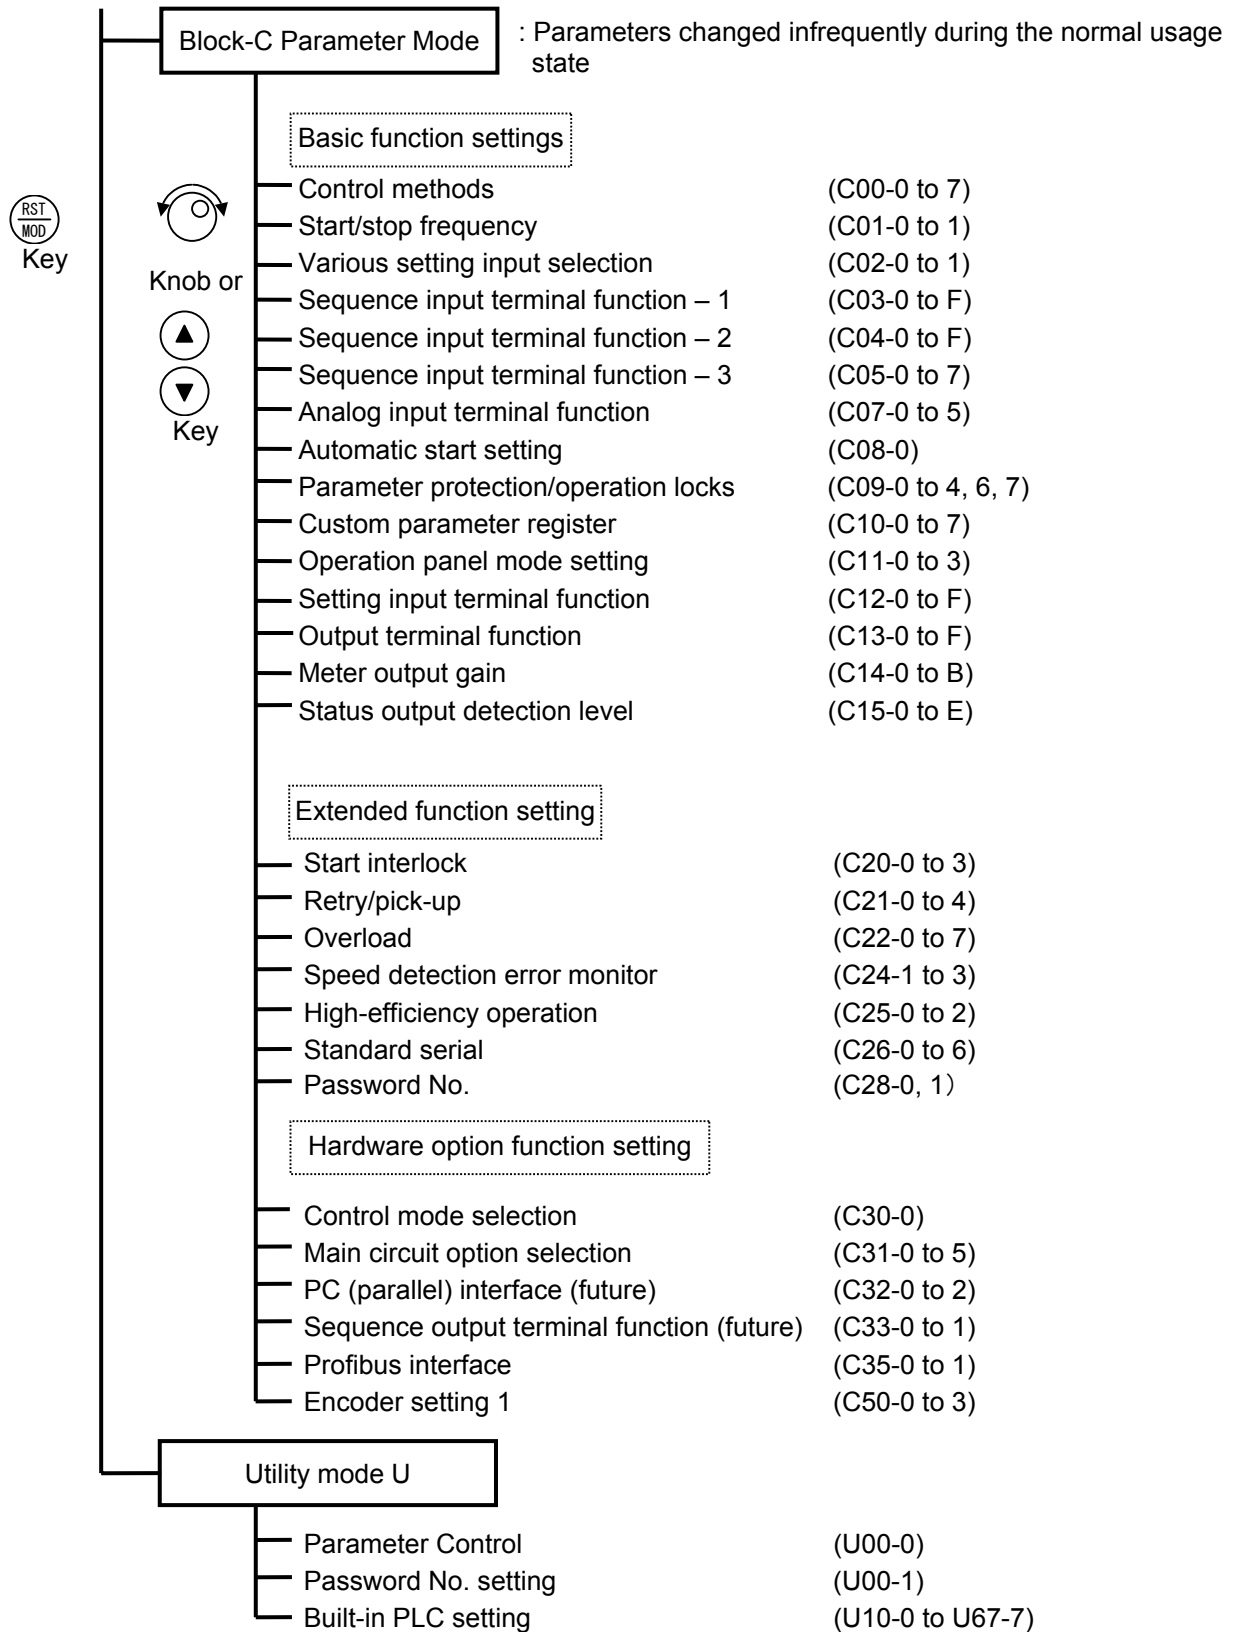 Block-C Parameter Mode : Parameters changed infrequently during the normal usage
state
Basic function settings
Control methods (C00-0 to 7)
RST
MOD
Key
Start/stop frequency (C01-0 to 1)
Various setting input selection (C02-0 to 1)
Knob or
Sequence input terminal function – 1 (C03-0 to F)
Sequence input terminal function – 2 (C04-0 to F)
Sequence input terminal function – 3 (C05-0 to 7)
Analog input terminal function (C07-0 to 5)
Key
Automatic start setting (C08-0)
Parameter protection/operation locks (C09-0 to 4, 6, 7)
Custom parameter register (C10-0 to 7)
Operation panel mode setting (C11-0 to 3)
Setting input terminal function (C12-0 to F)
Output terminal function (C13-0 to F)
Meter output gain (C14-0 to B)
Status output detection level (C15-0 to E)
Extended function setting
Start interlock (C20-0 to 3)
Retry/pick-up (C21-0 to 4)
Overload (C22-0 to 7)
Speed detection error monitor (C24-1 to 3)
High-efficiency operation (C25-0 to 2)
Standard serial (C26-0 to 6)
Password No. (C28-0, 1）
Hardware option function setting
Control mode selection (C30-0)
Main circuit option selection (C31-0 to 5)
PC (parallel) interface (future) (C32-0 to 2)
Sequence output terminal function (future) (C33-0 to 1)
Profibus interface (C35-0 to 1)
Encoder setting 1 (C50-0 to 3)
Utility mode U
Parameter Control (U00-0)
Password No. setting (U00-1)
Built-in PLC setting (U10-0 to U67-7)